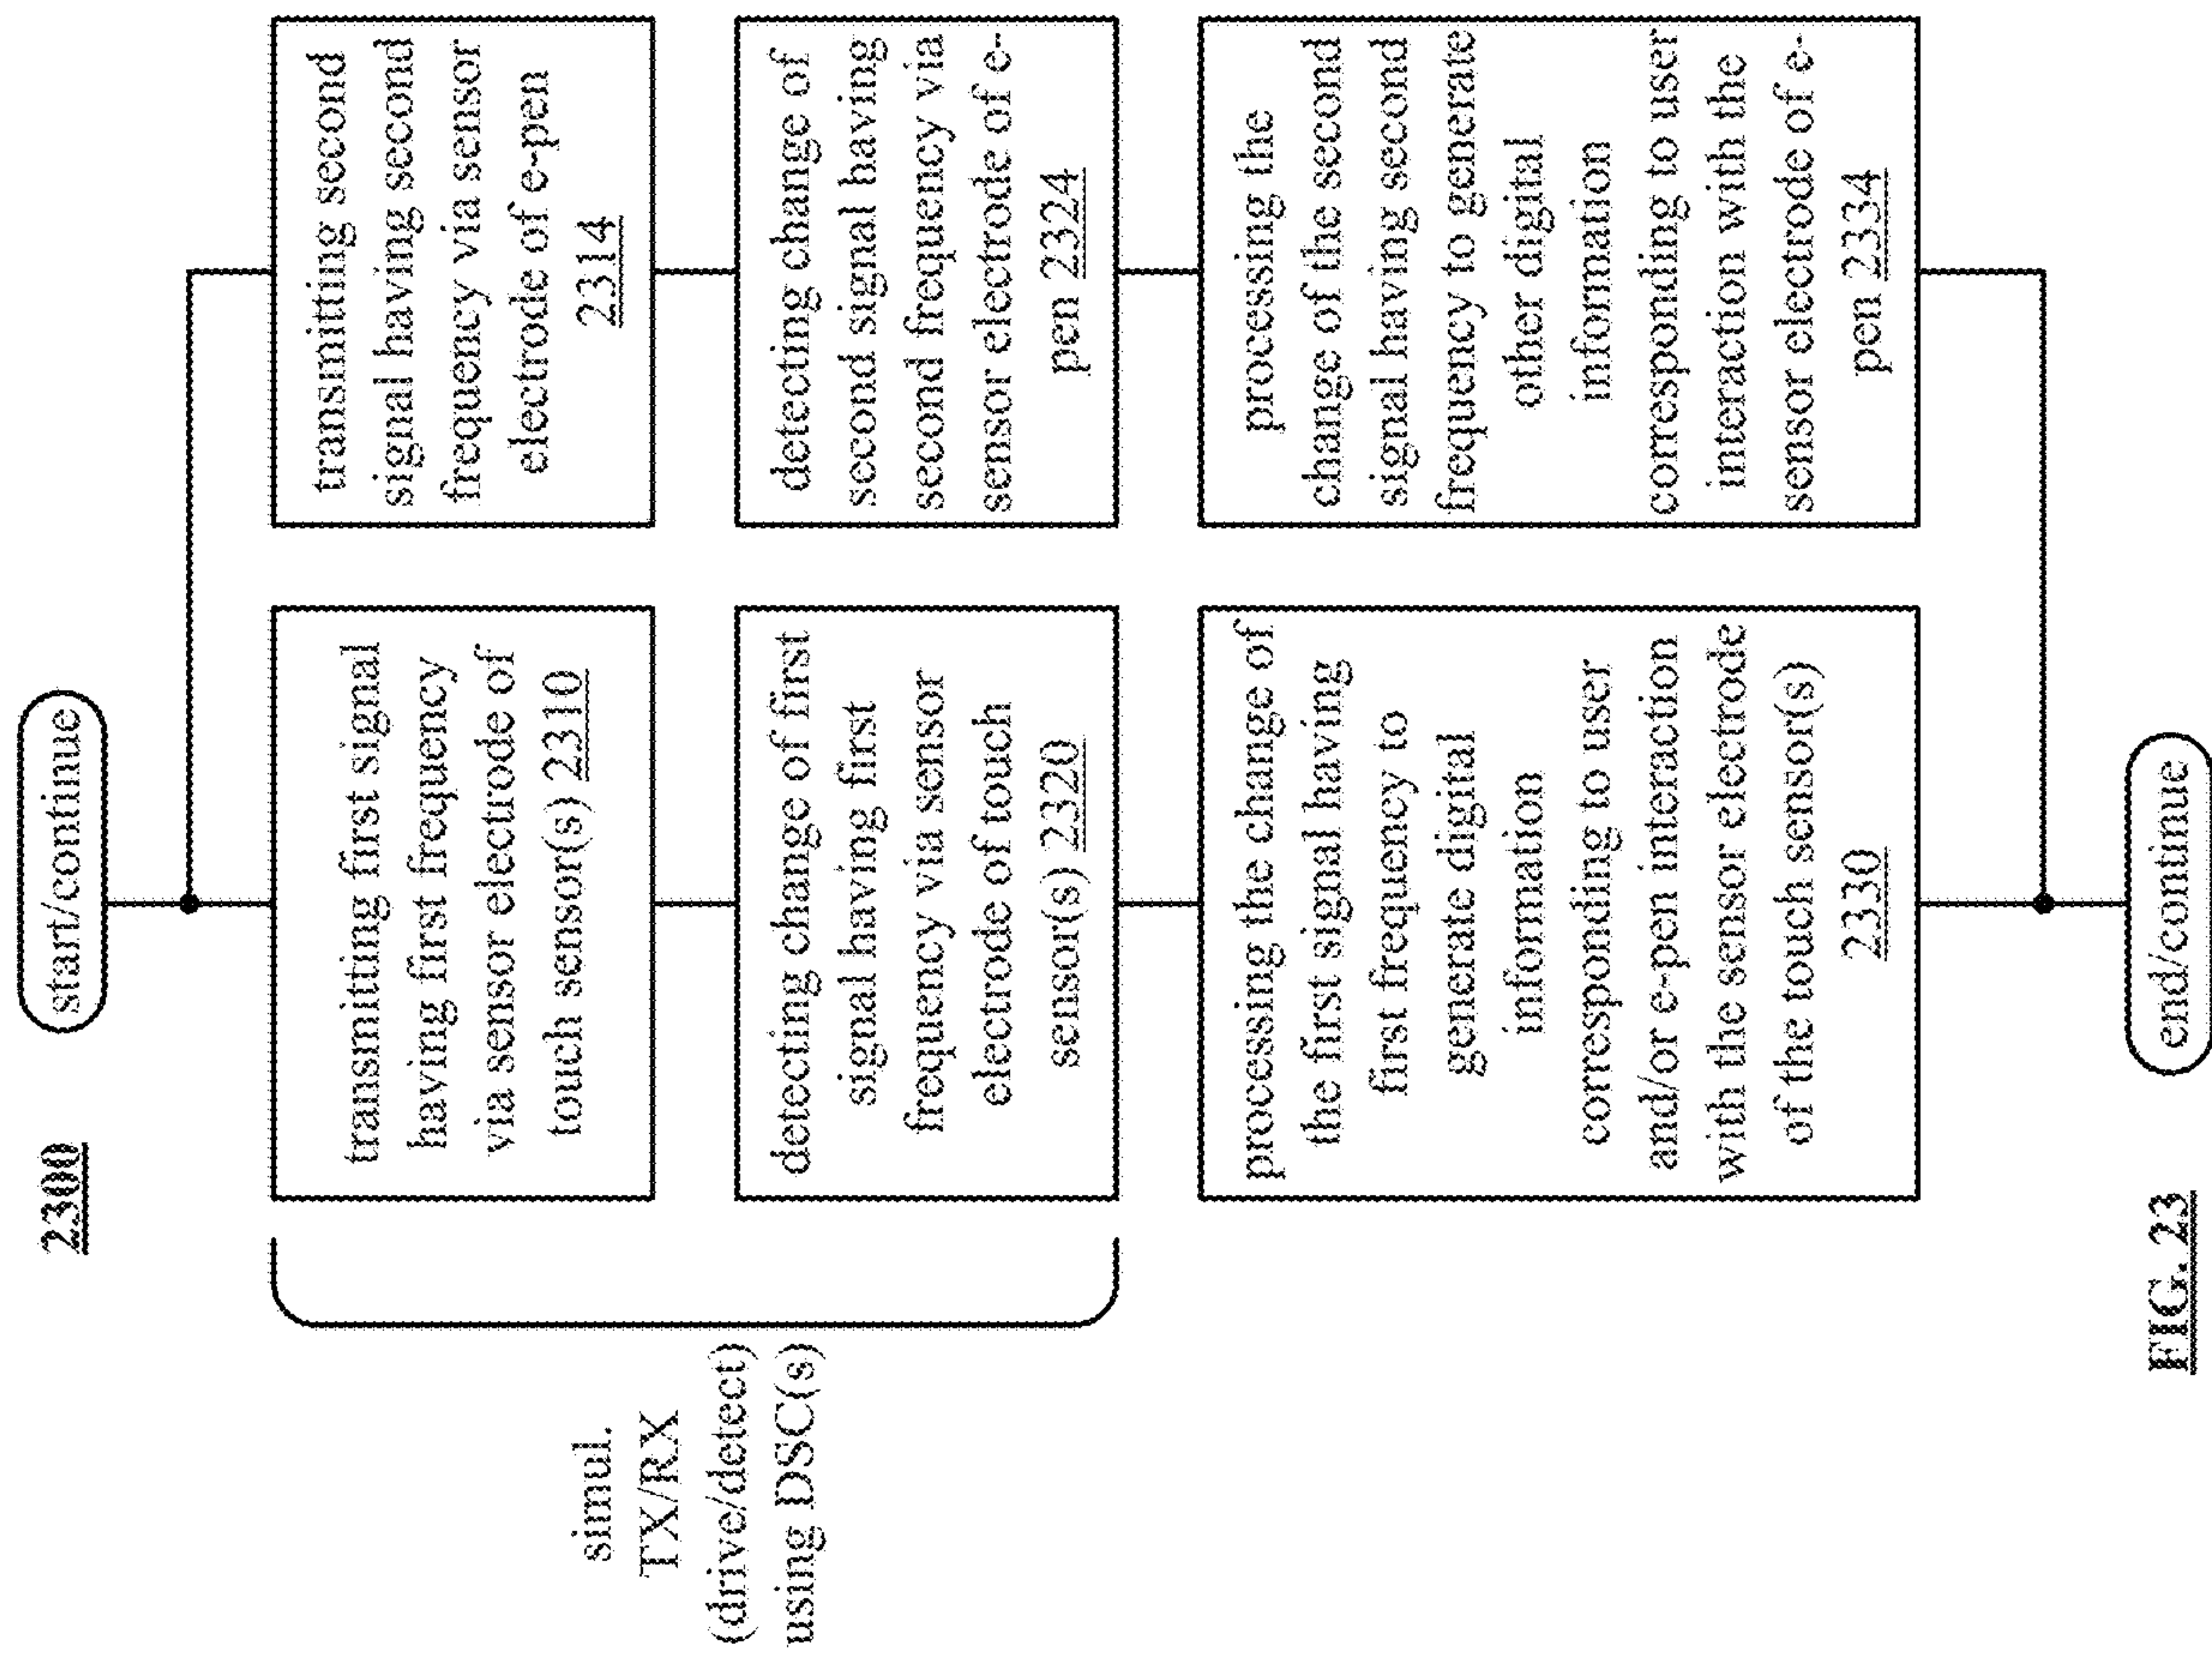 2300
start/continue
simul.
TX/RX
(drive/detect)
using DSC(s)
transmitting first signal
having first frequency
via sensor electrode of
touch sensor(s) 2310
detecting change of first
signal having first
frequency via sensor
electrode of touch
sensor(s) 2320
processing the change of
the first signal having
first frequency to
generate digital
information
corresponding to user
and/or e-pen interaction
with the sensor electrode
of the touch sensor(s)
2330
transmitting second
signal having second
frequency via sensor
electrode of e-pen
2314
detecting change of
second signal having
second frequency via
sensor electrode of e-
pen 2324
processing the
change of the second
signal having second
frequency to generate
other digital
information
corresponding to user
interaction with the
sensor electrode of e-
pen 2334
end/continue
FIG. 23